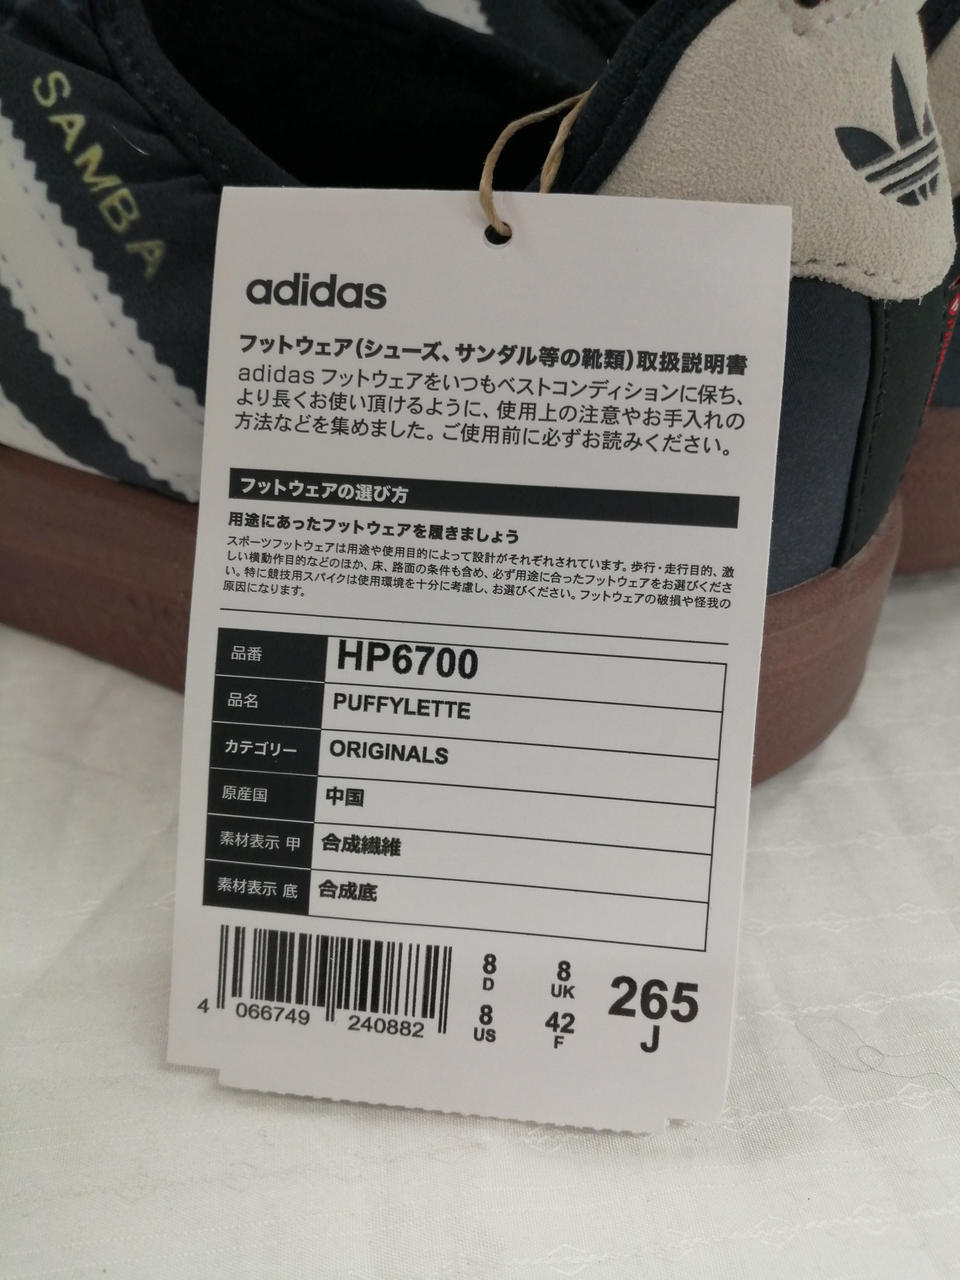 SAMBA
adidas
フットウェア(シューズ、サンダル等の靴類)取扱説明書
adidas フットウェアをいつもベストコンディションに保ち、
より長くお使い頂けるように、使用上の注意やお手入れの
方法などを集めました。ご使用前に必ずお読みください。
フットウェアの選び方
用途にあったフットウェアを履きましょう
スポーツフットウェアは用途や使用目的によって設計がそれぞれされています。歩行・走行目的、激
しい横動作目的などのほか、床、路面の条件も含め、必ず用途に合ったフットウェアをお選びくださ
い。特に競技用スパイクは使用環境を十分に考慮し、お選びください。フットウェアの破損や怪我の
原因になります。
品番 HP6700
品名 PUFFYLETTE
カテゴリー ORIGINALS
原産国 中国
素材表示 甲 合成繊維
素材表示 底 合成底
4 066749 240882
8 D 8 UK 265 J
8 US 42 F